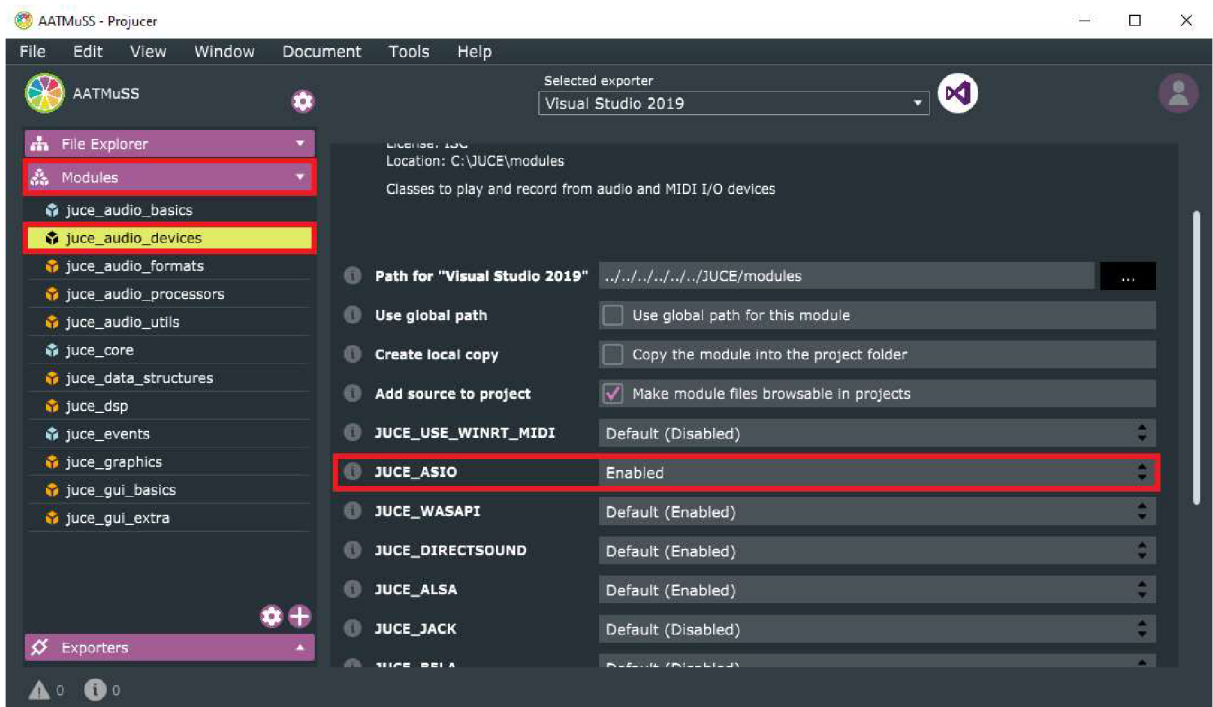 AATMuSS - Projucer
File Edit View Window Document Tools Help
AATMuSS
Selected exporter
Visual Studio 2019
File Explorer
Modules
juce_audio_basics
juce_audio_devices
juce_audio_formats
juce_audio_processors
juce_audio_utils
juce_core
juce_data_structures
juce_dsp
juce_events
juce_graphics
juce_gui_basics
juce_gui_extra
Exporters
0 0
License: ISC
Location: C:\JUCE\modules
Classes to play and record from audio and MIDI I/O devices
Path for "Visual Studio 2019" ../../../../../../JUCE/modules ...
Use global path Use global path for this module
Create local copy Copy the module into the project folder
Add source to project Make module files browsable in projects
JUCE_USE_WINRT_MIDI Default (Disabled)
JUCE_ASIO Enabled
JUCE_WASAPI Default (Enabled)
JUCE_DIRECTSOUND Default (Enabled)
JUCE_ALSA Default (Enabled)
JUCE_JACK Default (Disabled)
JUCE_BELA Default (Disabled)